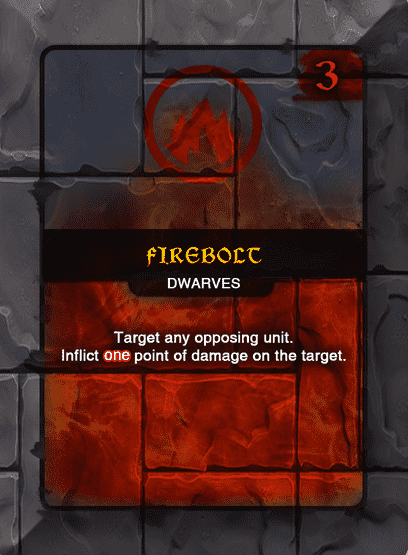 3
FIREBOLT
DWARVES
Target any opposing unit.
Inflict one point of damage on the target.